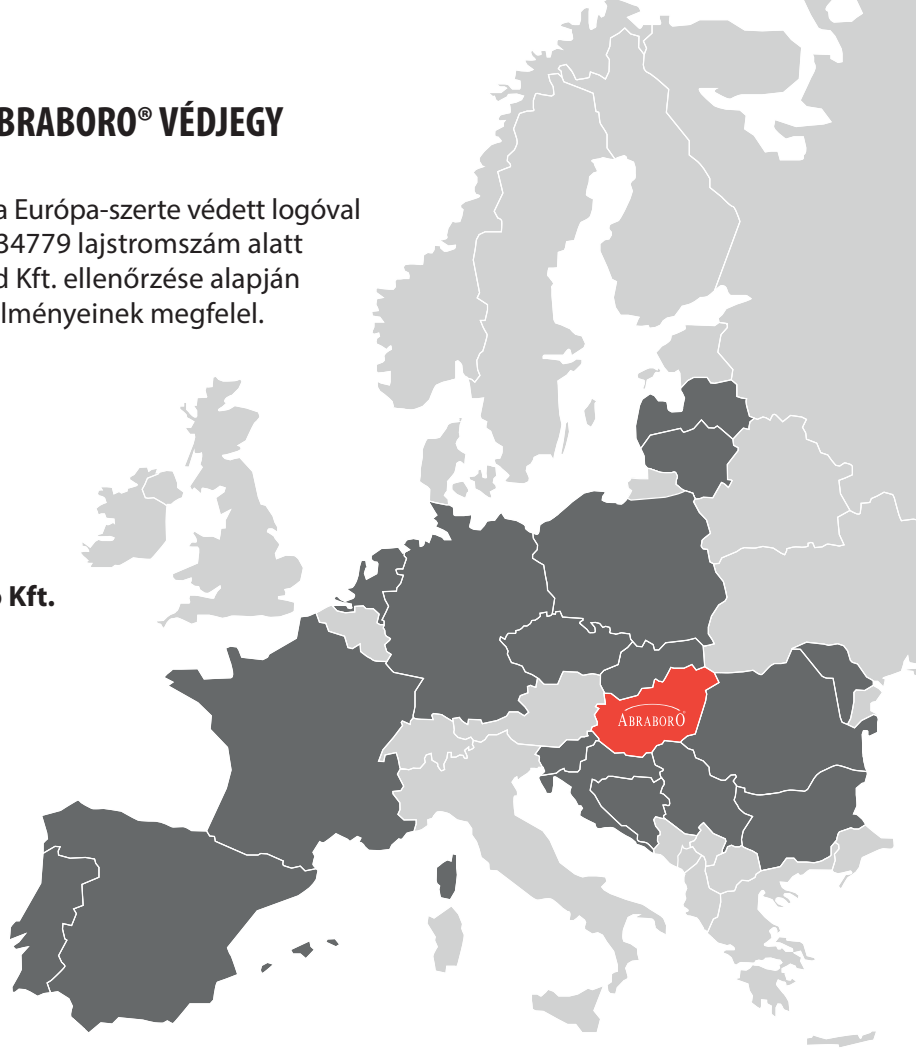 BRABORO® VÉDJEGY
a Európa-szerte védett logóval
34779 lajstromszám alatt
d Kft. ellenőrzése alapján
lményeinek megfelel.
Kft.
ABRABORO®